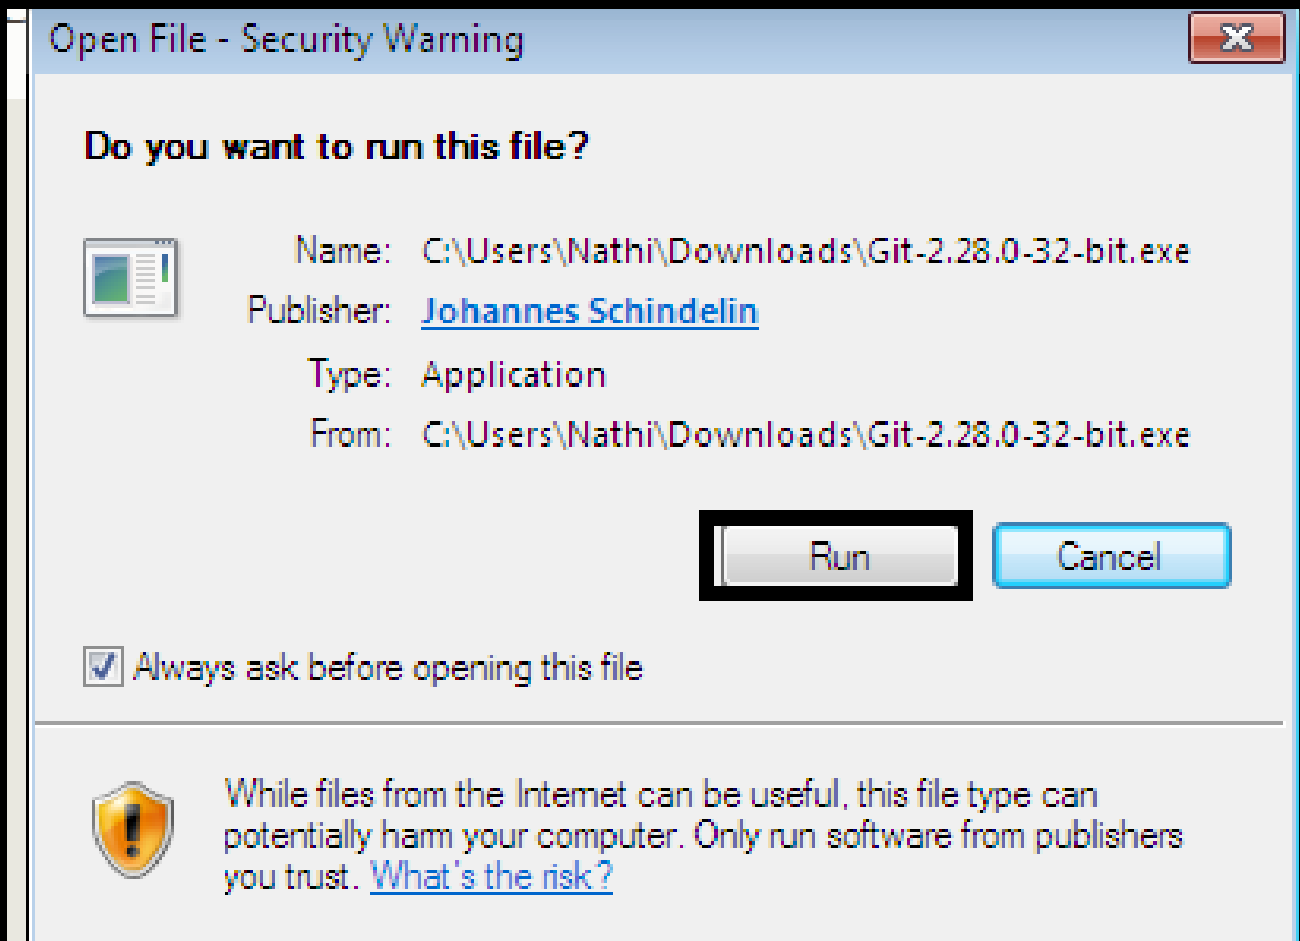 Open File - Security Warning
Do you want to run this file?
Name: C:\Users\Nathi\Downloads\Git-2.28.0-32-bit.exe
Publisher: Johannes Schindelin
Type: Application
From: C:\Users\Nathi\Downloads\Git-2.28.0-32-bit.exe
Run Cancel
Always ask before opening this file
While files from the Internet can be useful, this file type can
potentially harm your computer. Only run software from publishers
you trust. What's the risk?